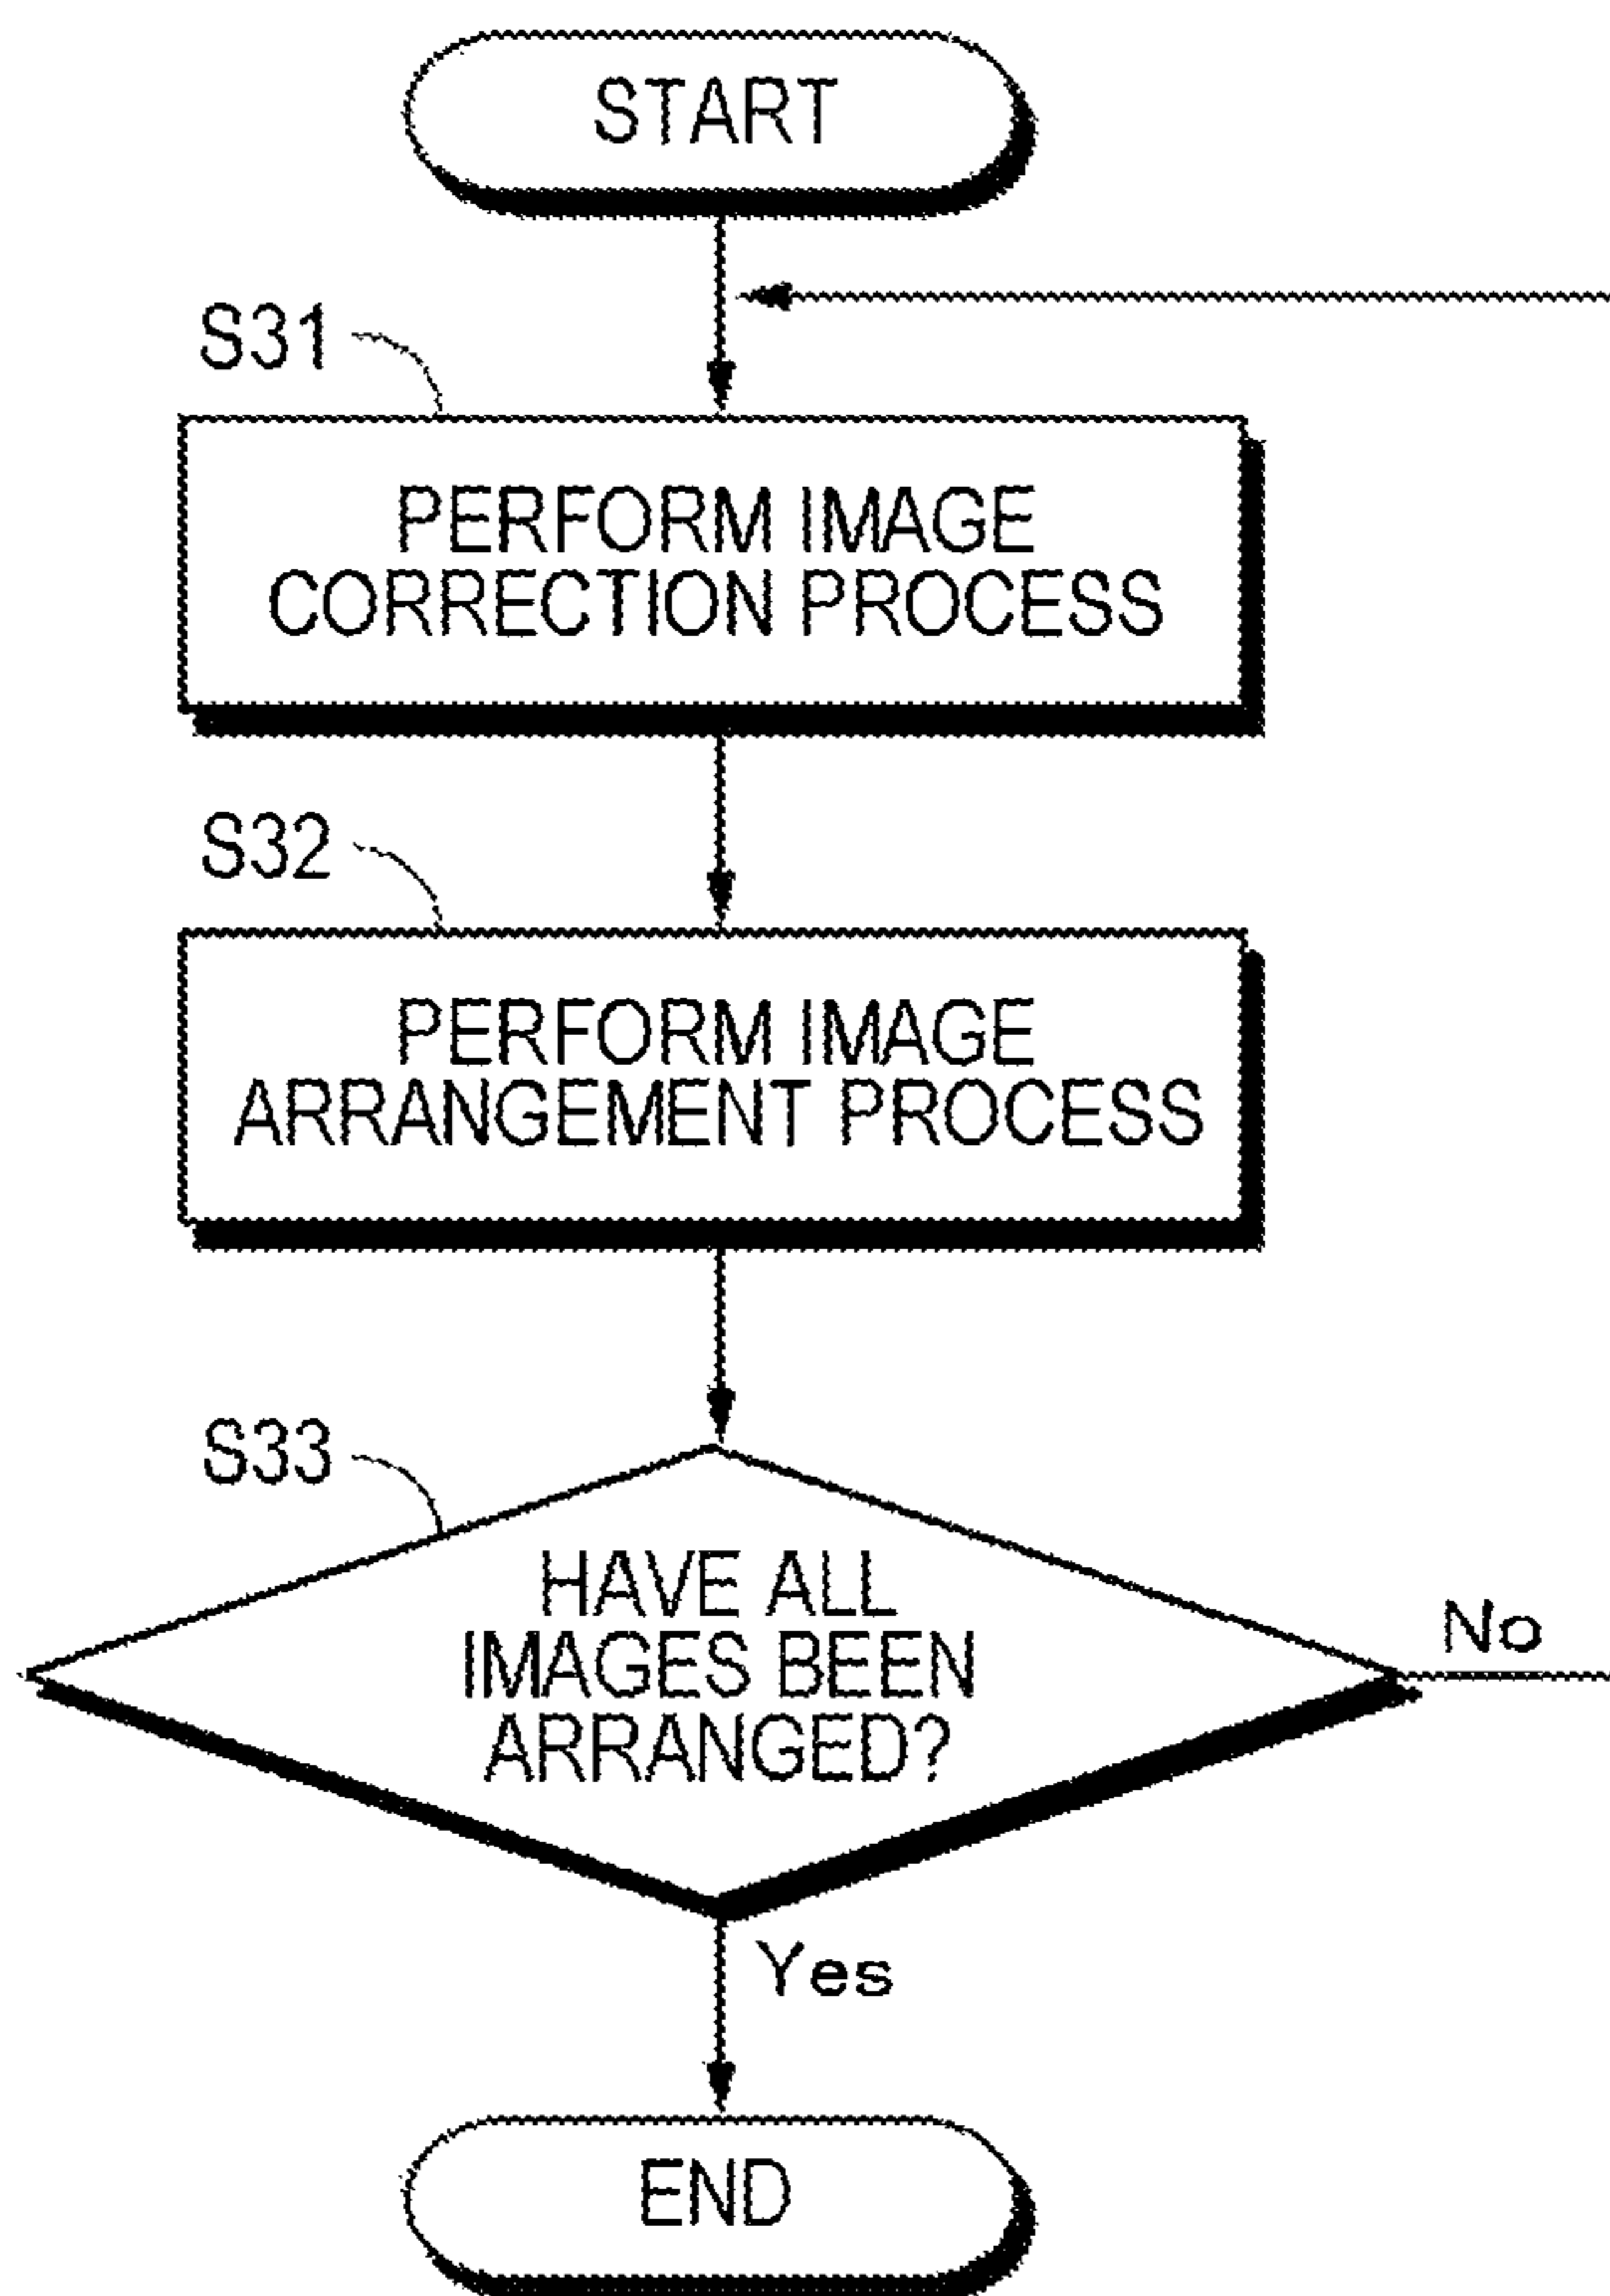 START
S31
PERFORM IMAGE
CORRECTION PROCESS
S32
PERFORM IMAGE
ARRANGEMENT PROCESS
S33
HAVE ALL
IMAGES BEEN
ARRANGED?
No
Yes
END